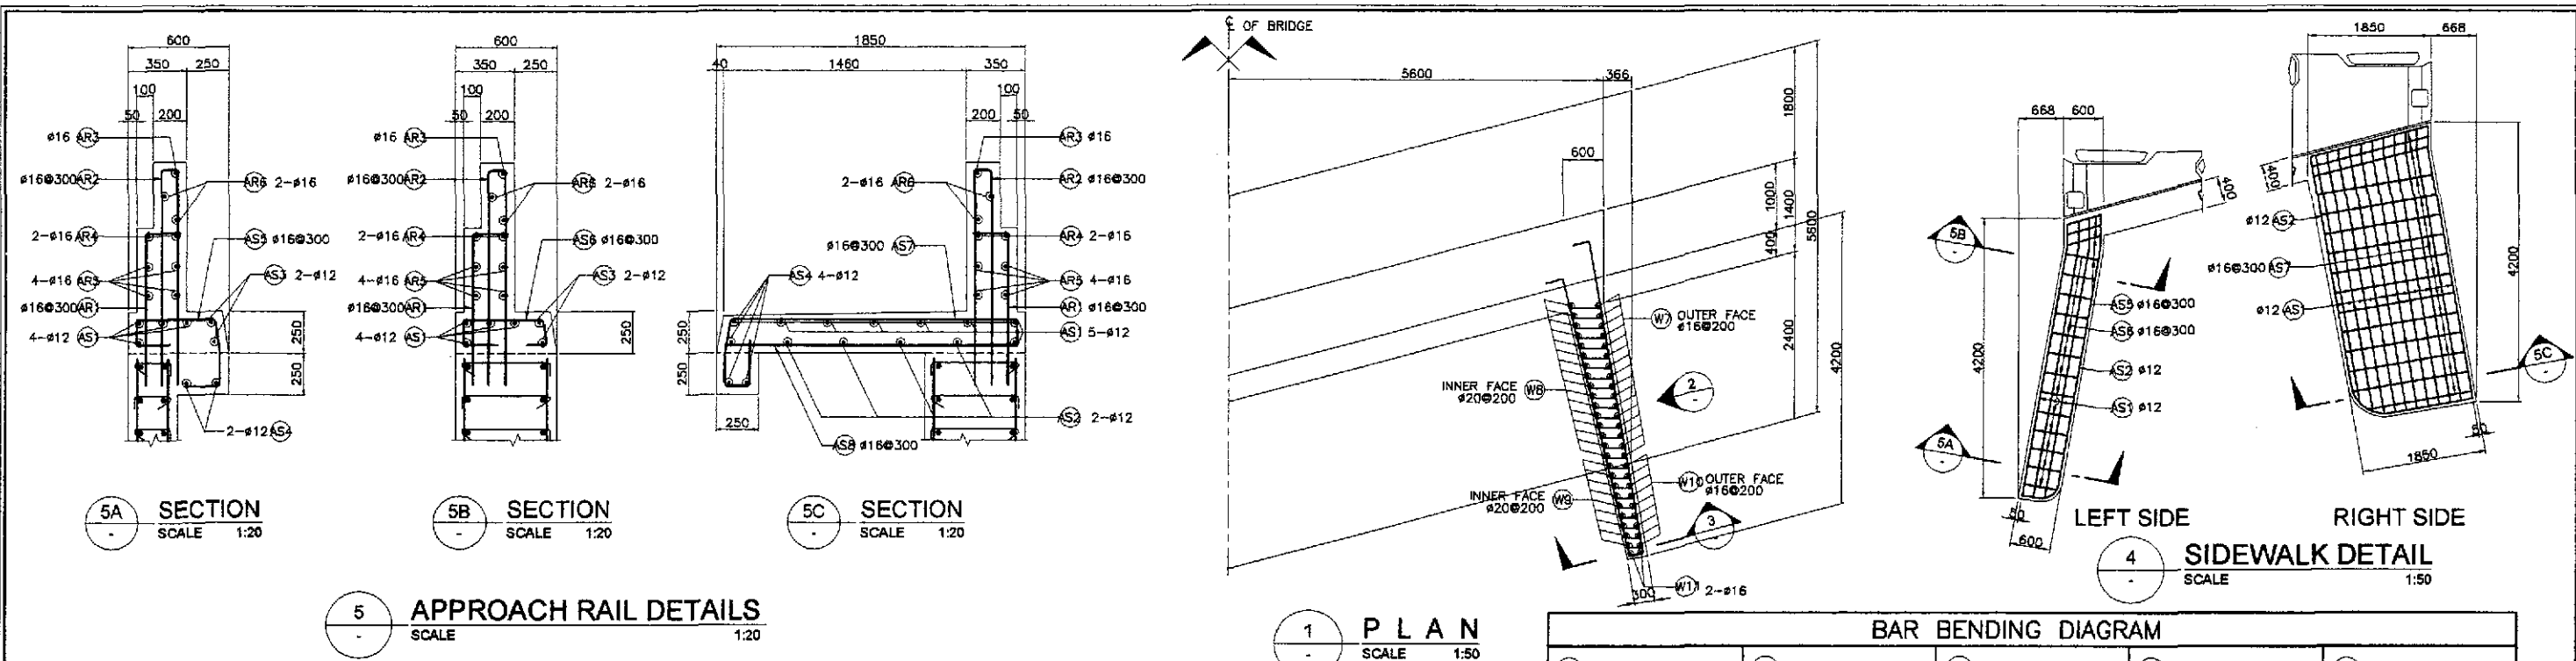 600
350 250
100
50 200
ø16 AR3
ø16@300 AR2
AR6 2-ø16
2-ø16 AR4
AS5 ø16@300
4-ø16 AR5
AS3 2-ø12
ø16@300 AR1
4-ø12 AS1
250
250
2-ø12 AS4
5A SECTION
- SCALE 1:20
600
350 250
100
50 200
ø16 AR3
ø16@300 AR2
2-ø16
2-ø16 AR4
AS6 ø16@300
4-ø16 AR5
AS3 2-ø12
ø16@300 AR1
4-ø12 AS1
250
5B SECTION
- SCALE 1:20
1850
40 1460 350
100
200 50
AR3 ø16
2-ø16 AR6
AR2 ø16@300
AR4 2-ø16
ø16@300 AS7
AS4 4-ø12
AR5 4-ø16
AR1 ø16@300
250
250
250
AS1 5-ø12
250
AS2 2-ø12
AS8 ø16@300
5C SECTION
- SCALE 1:20
5 APPROACH RAIL DETAILS
- SCALE 1:20
℄ OF BRIDGE
5600 366
1800
600
1000
1400
5600
400
2400
4200
W7 OUTER FACE
ø16@200
INNER FACE W8
ø20@200
2
-
W10 OUTER FACE
ø16@200
INNER FACE W9
ø20@200
3
-
300
W11 2-ø16
1 PLAN
- SCALE 1:50
668 600
400
5B
-
4200
AS5 ø16@300
AS6 ø16@300
AS2 ø12
AS1 ø12
5A
-
50
600
LEFT SIDE
1850 668
400
ø12 AS2
ø16@300 AS7
4200
ø12 AS1
5C
-
50
1850
RIGHT SIDE
4 SIDEWALK DETAIL
- SCALE 1:50
BAR BENDING DIAGRAM